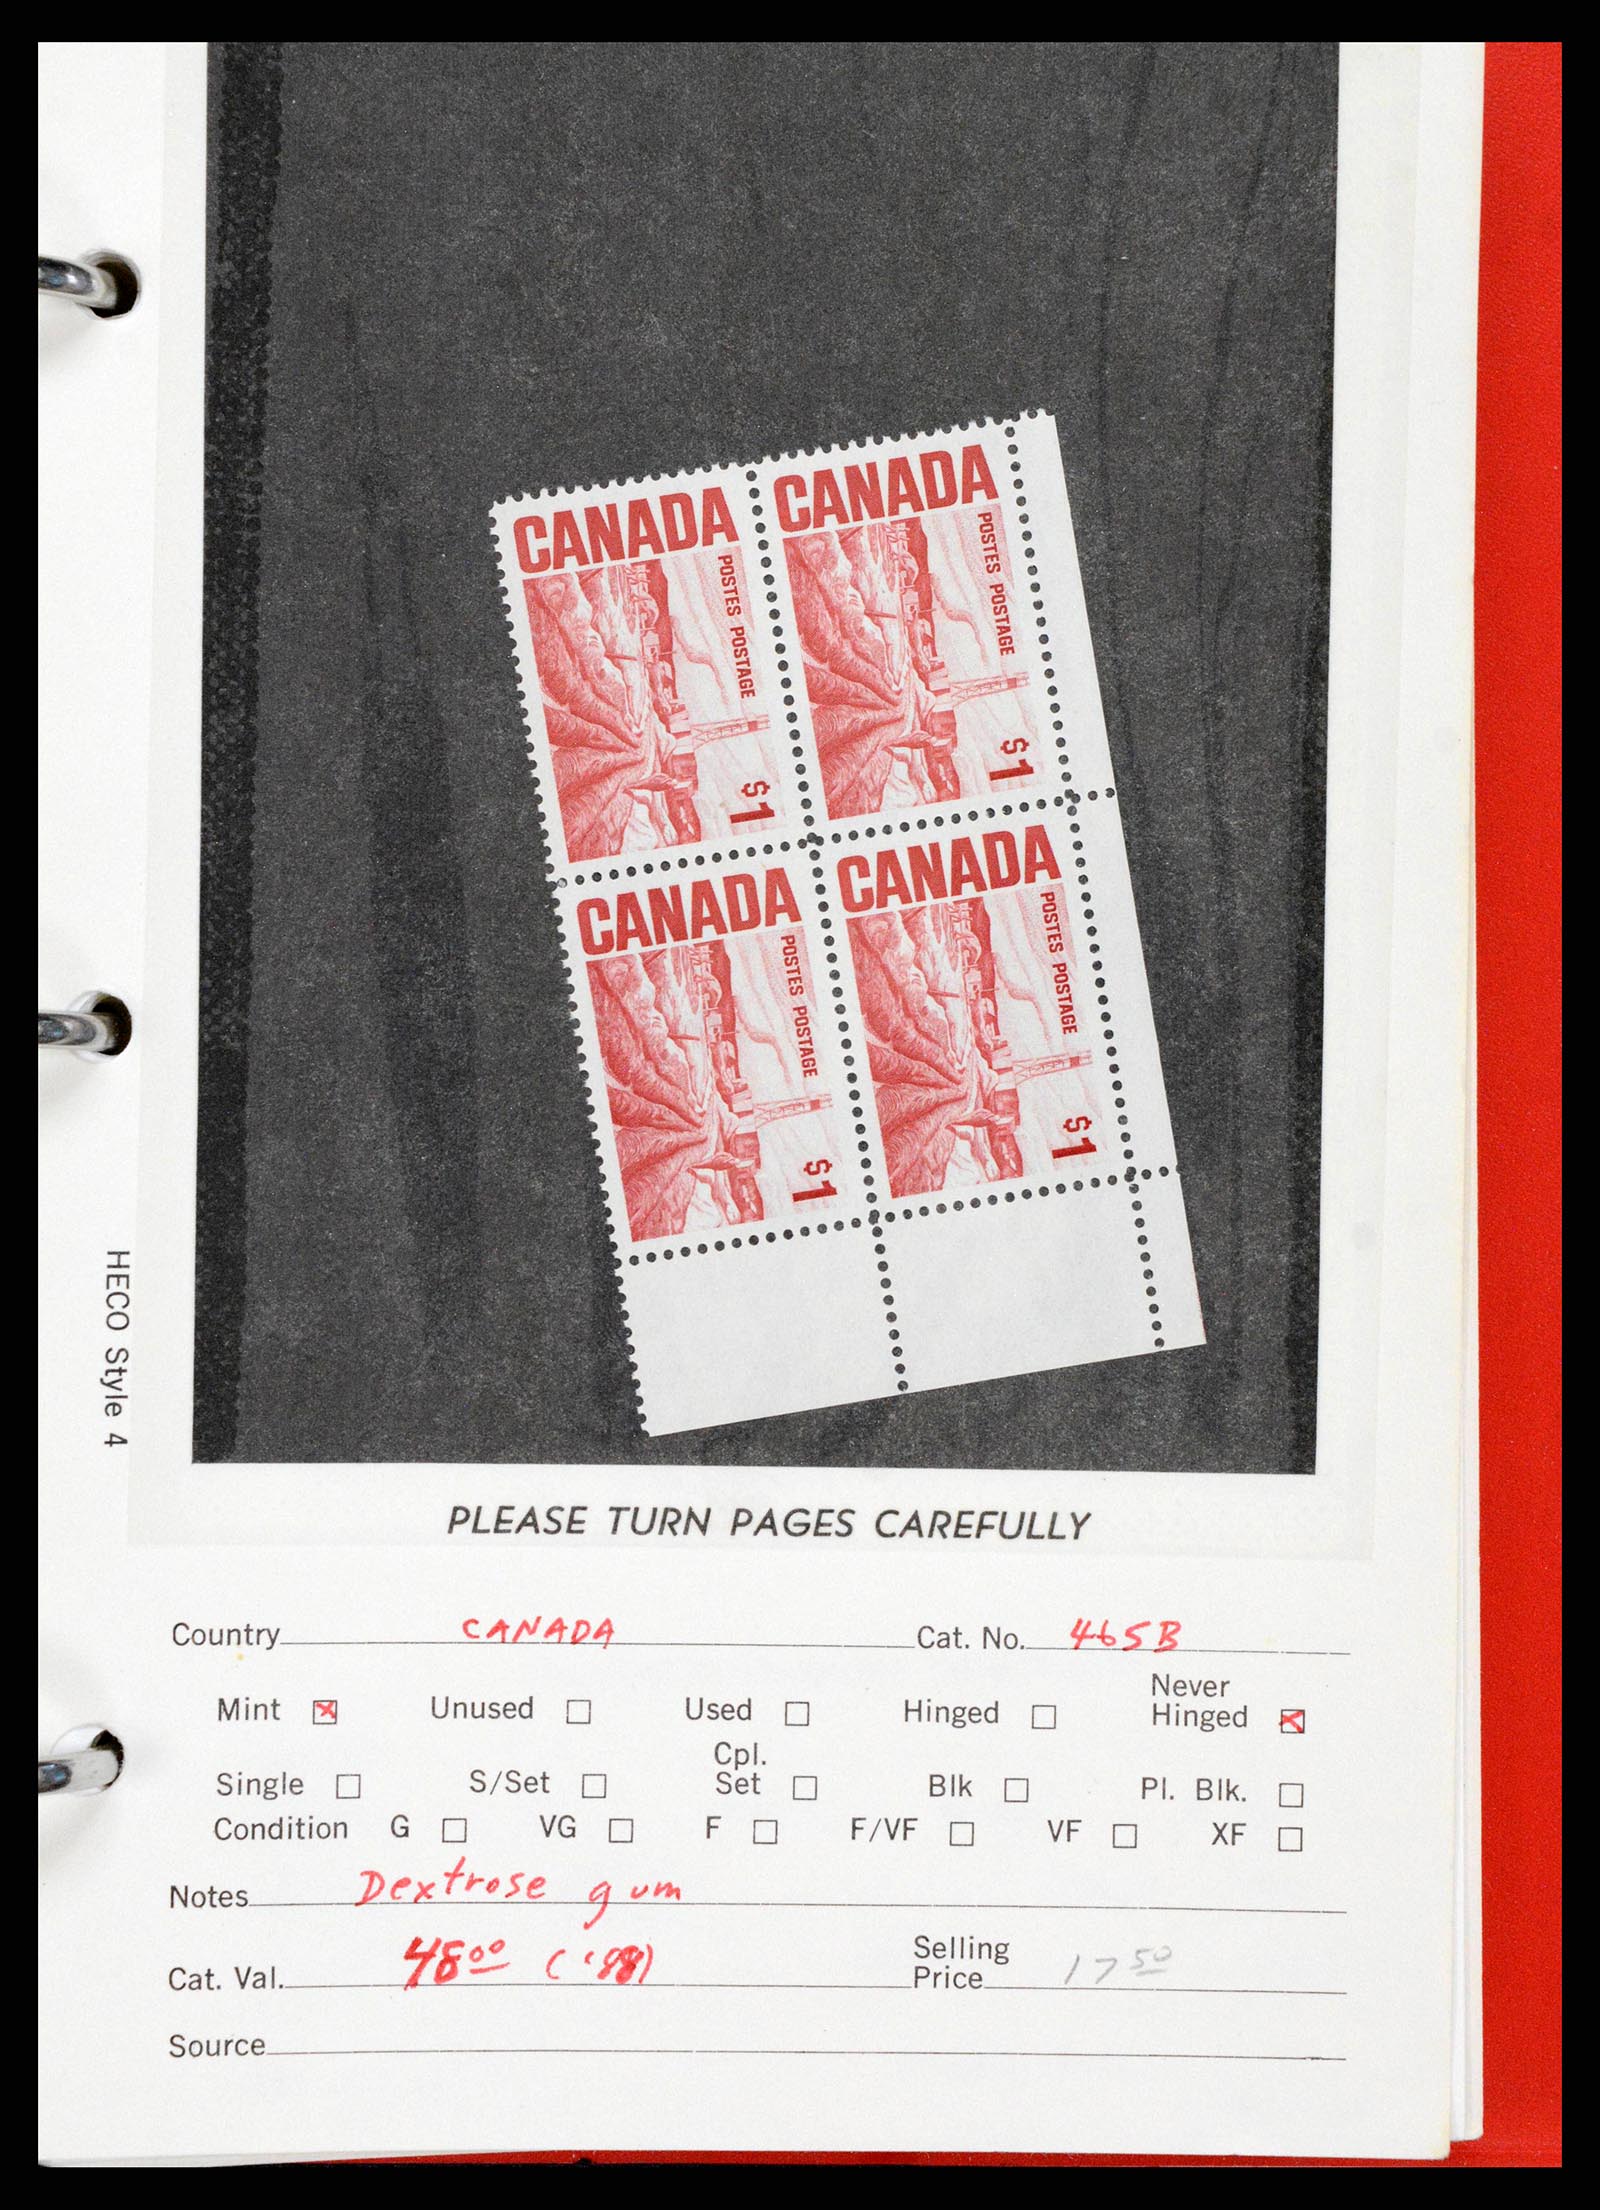 CANADA
POSTES POSTAGE
$1
CANADA
POSTES POSTAGE
$1
CANADA
POSTES POSTAGE
$1
CANADA
POSTES POSTAGE
$1
HECO Style 4
PLEASE TURN PAGES CAREFULLY
Country CANADA Cat. No. 465B
Mint Unused Used Hinged Never Hinged
Single S/Set Cpl. Set Blk Pl. Blk.
Condition G VG F F/VF VF XF
Notes Dextrose gum
Cat. Val. 48 00 ('98) Selling Price 17 50
Source